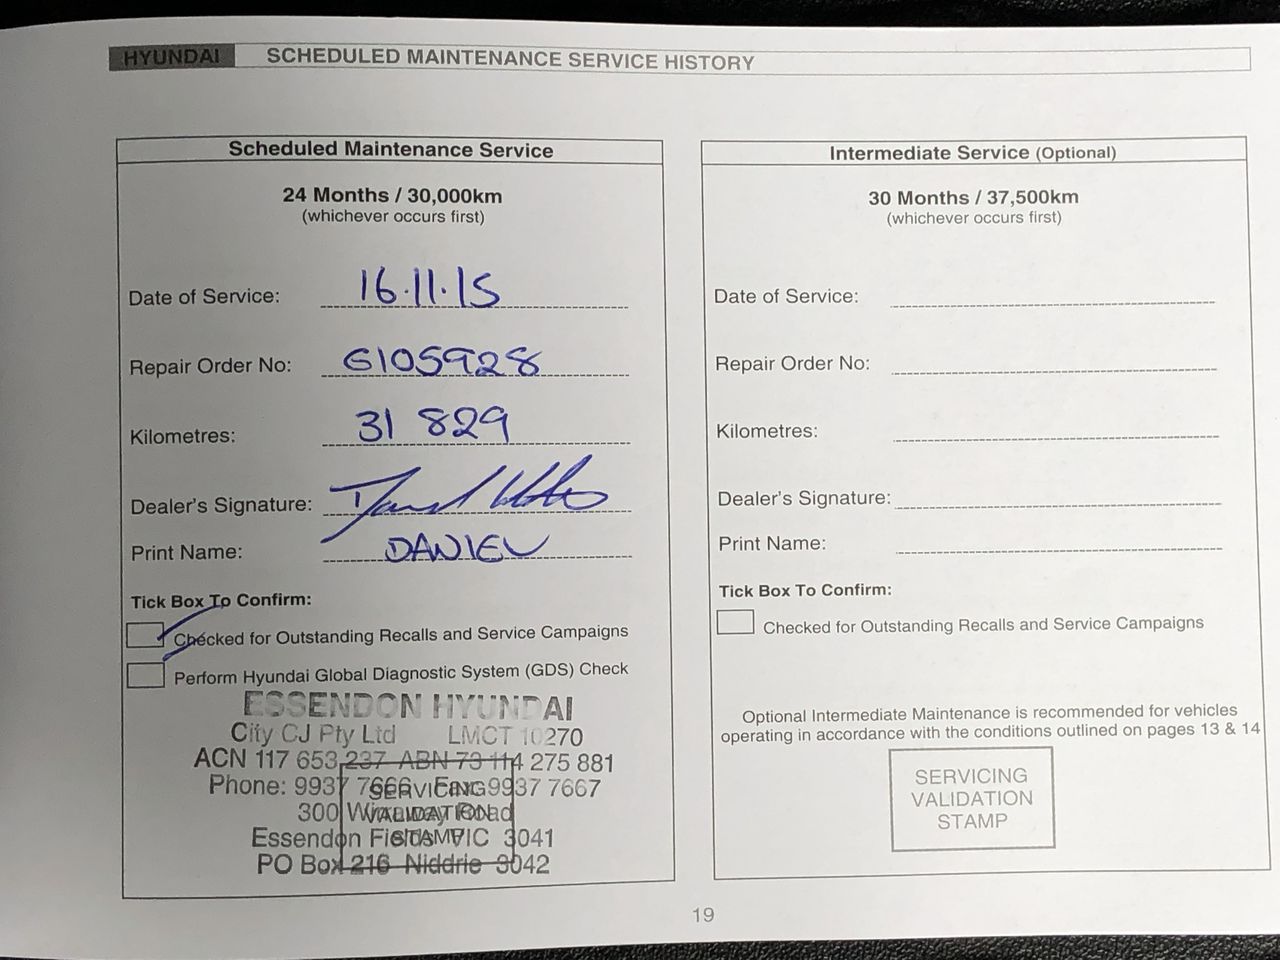 HYUNDAI SCHEDULED MAINTENANCE SERVICE HISTORY
Scheduled Maintenance Service
24 Months / 30,000km
(whichever occurs first)
Date of Service: 16.11.15
Repair Order No: G105928
Kilometres: 31 829
Dealer's Signature:
Print Name: DANIEL
Tick Box To Confirm:
Checked for Outstanding Recalls and Service Campaigns
Perform Hyundai Global Diagnostic System (GDS) Check
ESSENDON HYUNDAI
City CJ Pty Ltd LMCT 10270
ACN 117 653 237 ABN 73 114 275 881
Phone: 9937 7666 Fax 9937 7667
300 Wirraway Road
Essendon Fields VIC 3041
PO Box 216 Niddrie 3042
SERVICING
VALIDATION
STAMP
Intermediate Service (Optional)
30 Months / 37,500km
(whichever occurs first)
Date of Service:
Repair Order No:
Kilometres:
Dealer's Signature:
Print Name:
Tick Box To Confirm:
Checked for Outstanding Recalls and Service Campaigns
Optional Intermediate Maintenance is recommended for vehicles
operating in accordance with the conditions outlined on pages 13 & 14
SERVICING
VALIDATION
STAMP
19